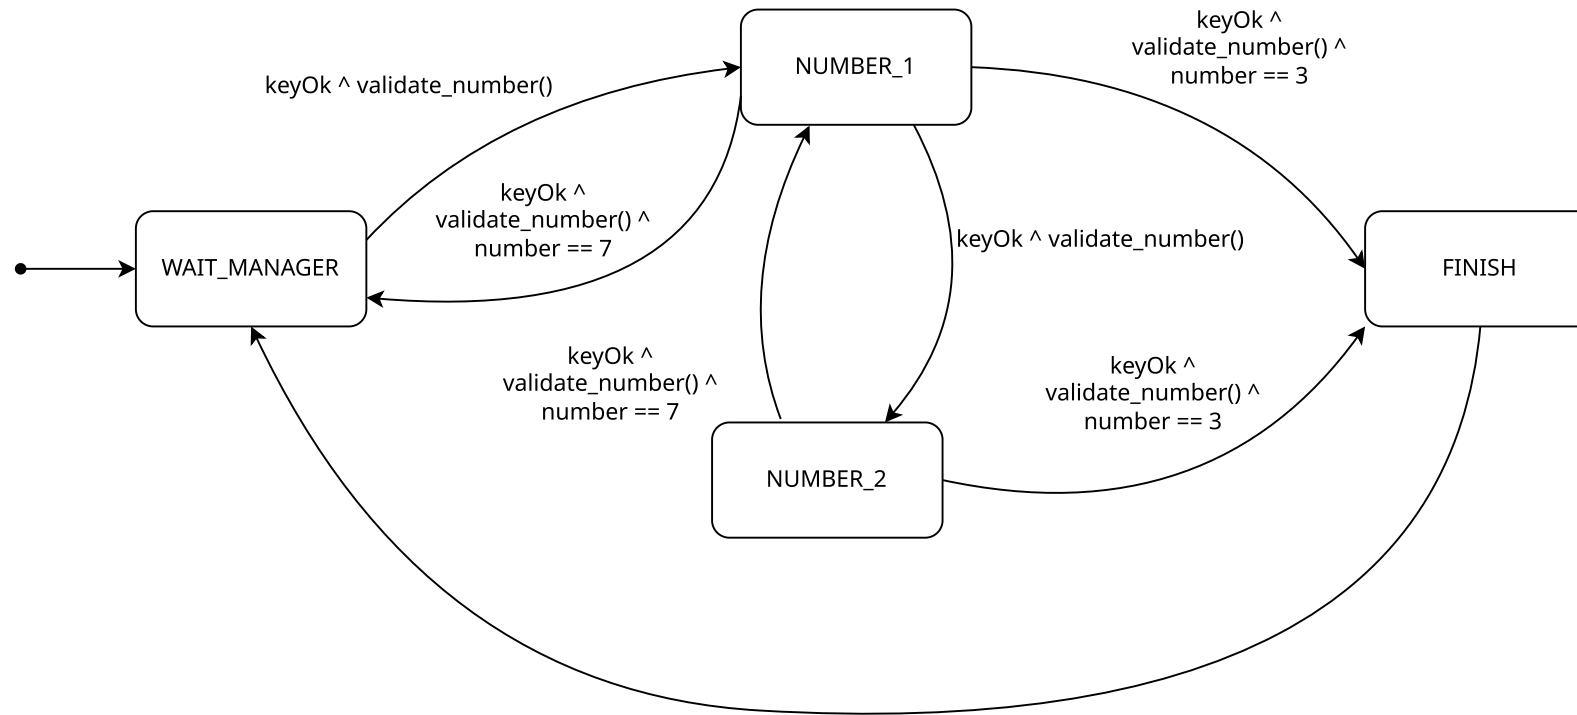 keyOk ^
validate_number() ^
number == 3
NUMBER_1
keyOk ^ validate_number()
keyOk ^
validate_number() ^
number == 7
keyOk ^ validate_number()
WAIT_MANAGER
FINISH
keyOk ^
validate_number() ^
number == 7
keyOk ^
validate_number() ^
number == 3
NUMBER_2